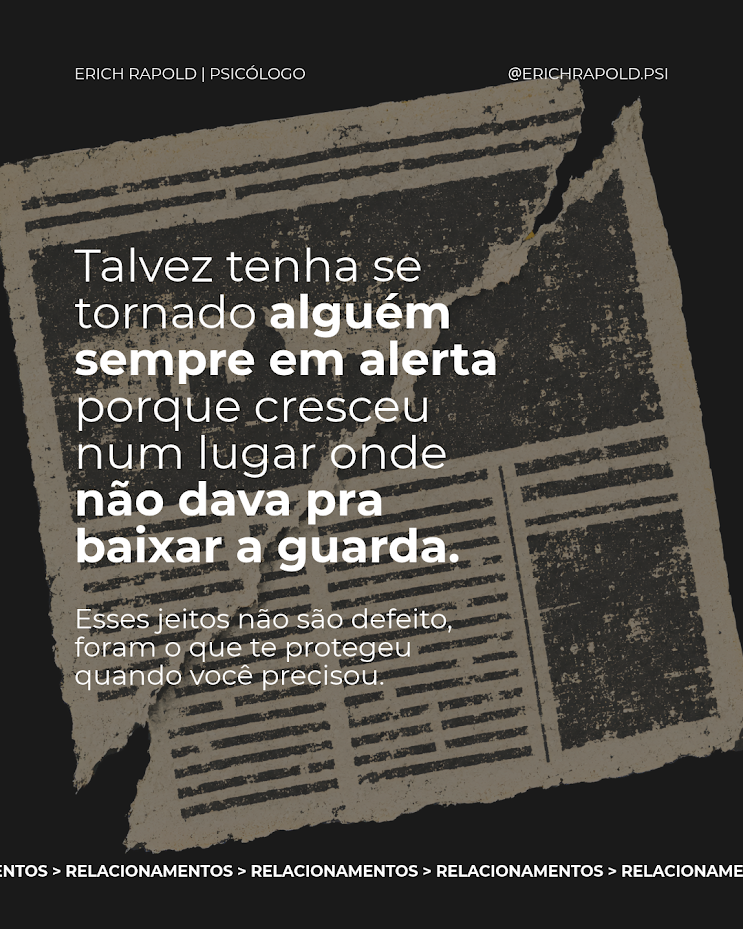 ERICH RAPOLD | PSICÓLOGO
@ERICHRAPOLD.PSI
Talvez tenha se
tornado alguém
sempre em alerta
porque cresceu
num lugar onde
não dava pra
baixar a guarda.
Esses jeitos não são defeito,
foram o que te protegeu
quando você precisou.
ENTOS > RELACIONAMENTOS > RELACIONAMENTOS > RELACIONAMENTOS > RELACIONAME